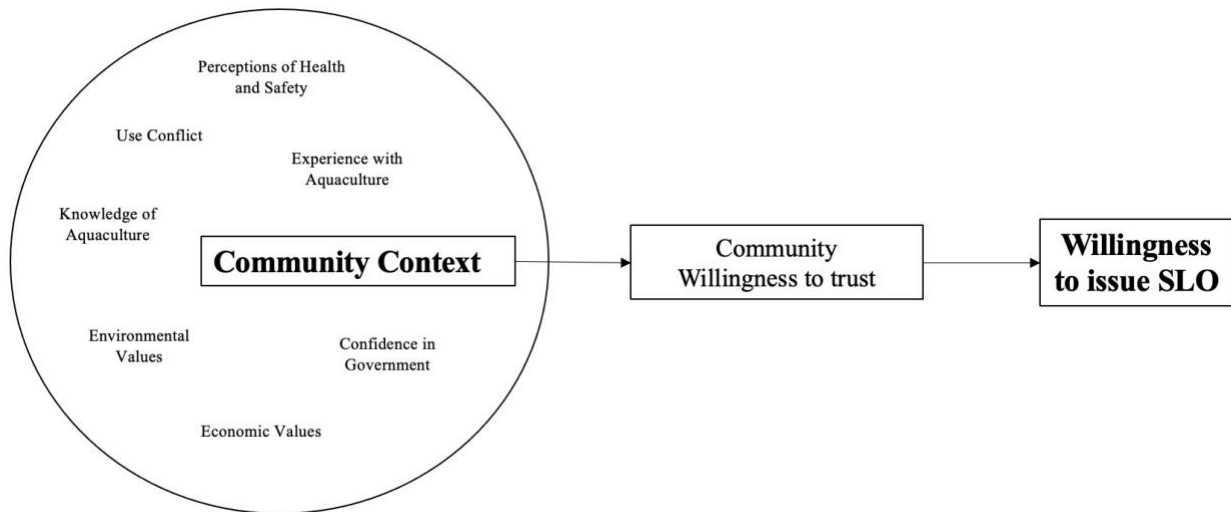 Perceptions of Health
and Safety
Use Conflict
Experience with
Aquaculture
Knowledge of
Aquaculture
Community Context
Community
Willingness to trust
Willingness
to issue SLO
Environmental
Values
Confidence in
Government
Economic Values